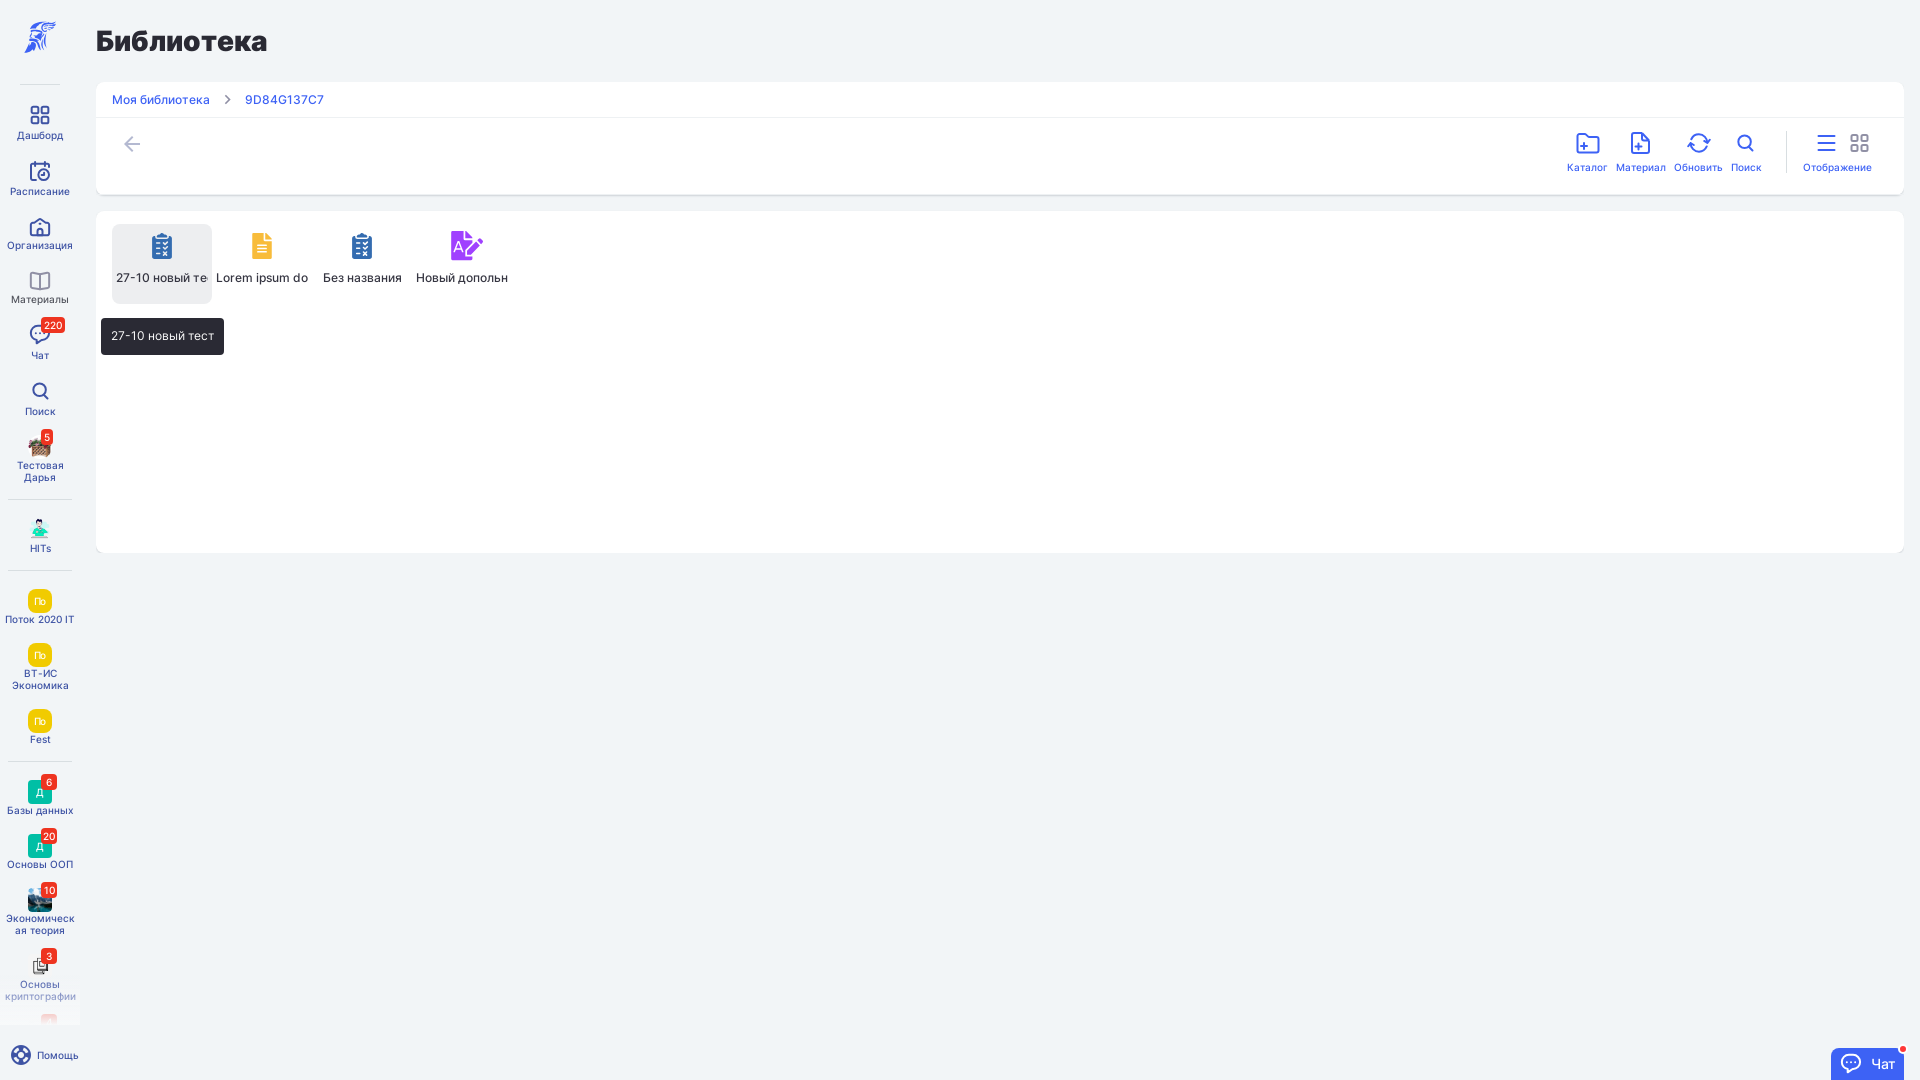 Библиотека
Моя библиотека
9D84G137C7
Каталог
Материал
Обновить
Поиск
Отображение
27-10 новый те
Lorem ipsum do
Без названия
Новый дополн
27-10 новый тест
Дашборд
Расписание
Организация
Материалы
220
Чат
Поиск
5
Тестовая
Дарья
HITs
По
Поток 2020 IT
По
ВТ-ИС
Экономика
По
Fest
6
Д
Базы данных
20
Д
Основы ООП
10
Экономическ
ая теория
3
Основы
криптографии
Помощь
Чат